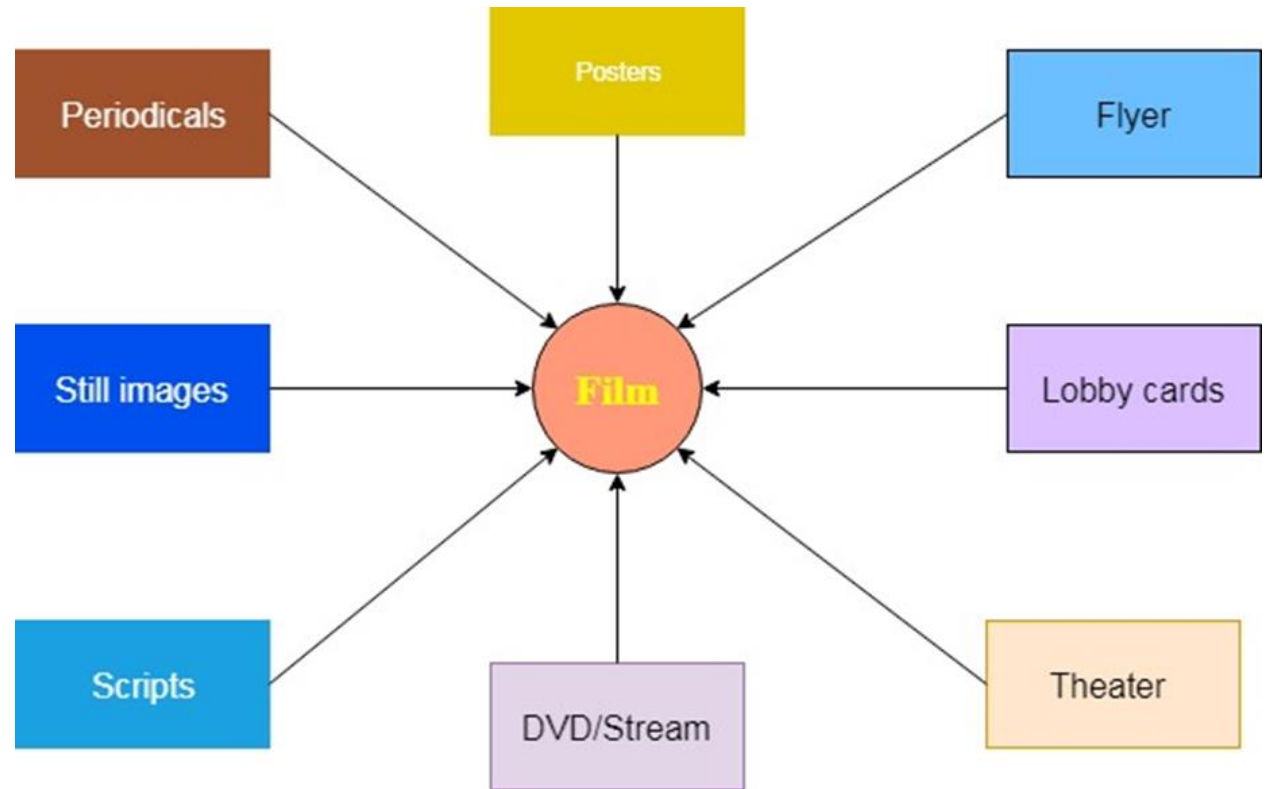 Posters
Periodicals
Flyer
Still images
Film
Lobby cards
Scripts
DVD/Stream
Theater